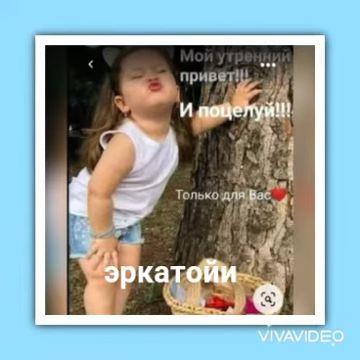 Мой утренний
привет!!!
И поцелуй!!!
Только для Вас❤️
эркатойи
VIVAVIDEO